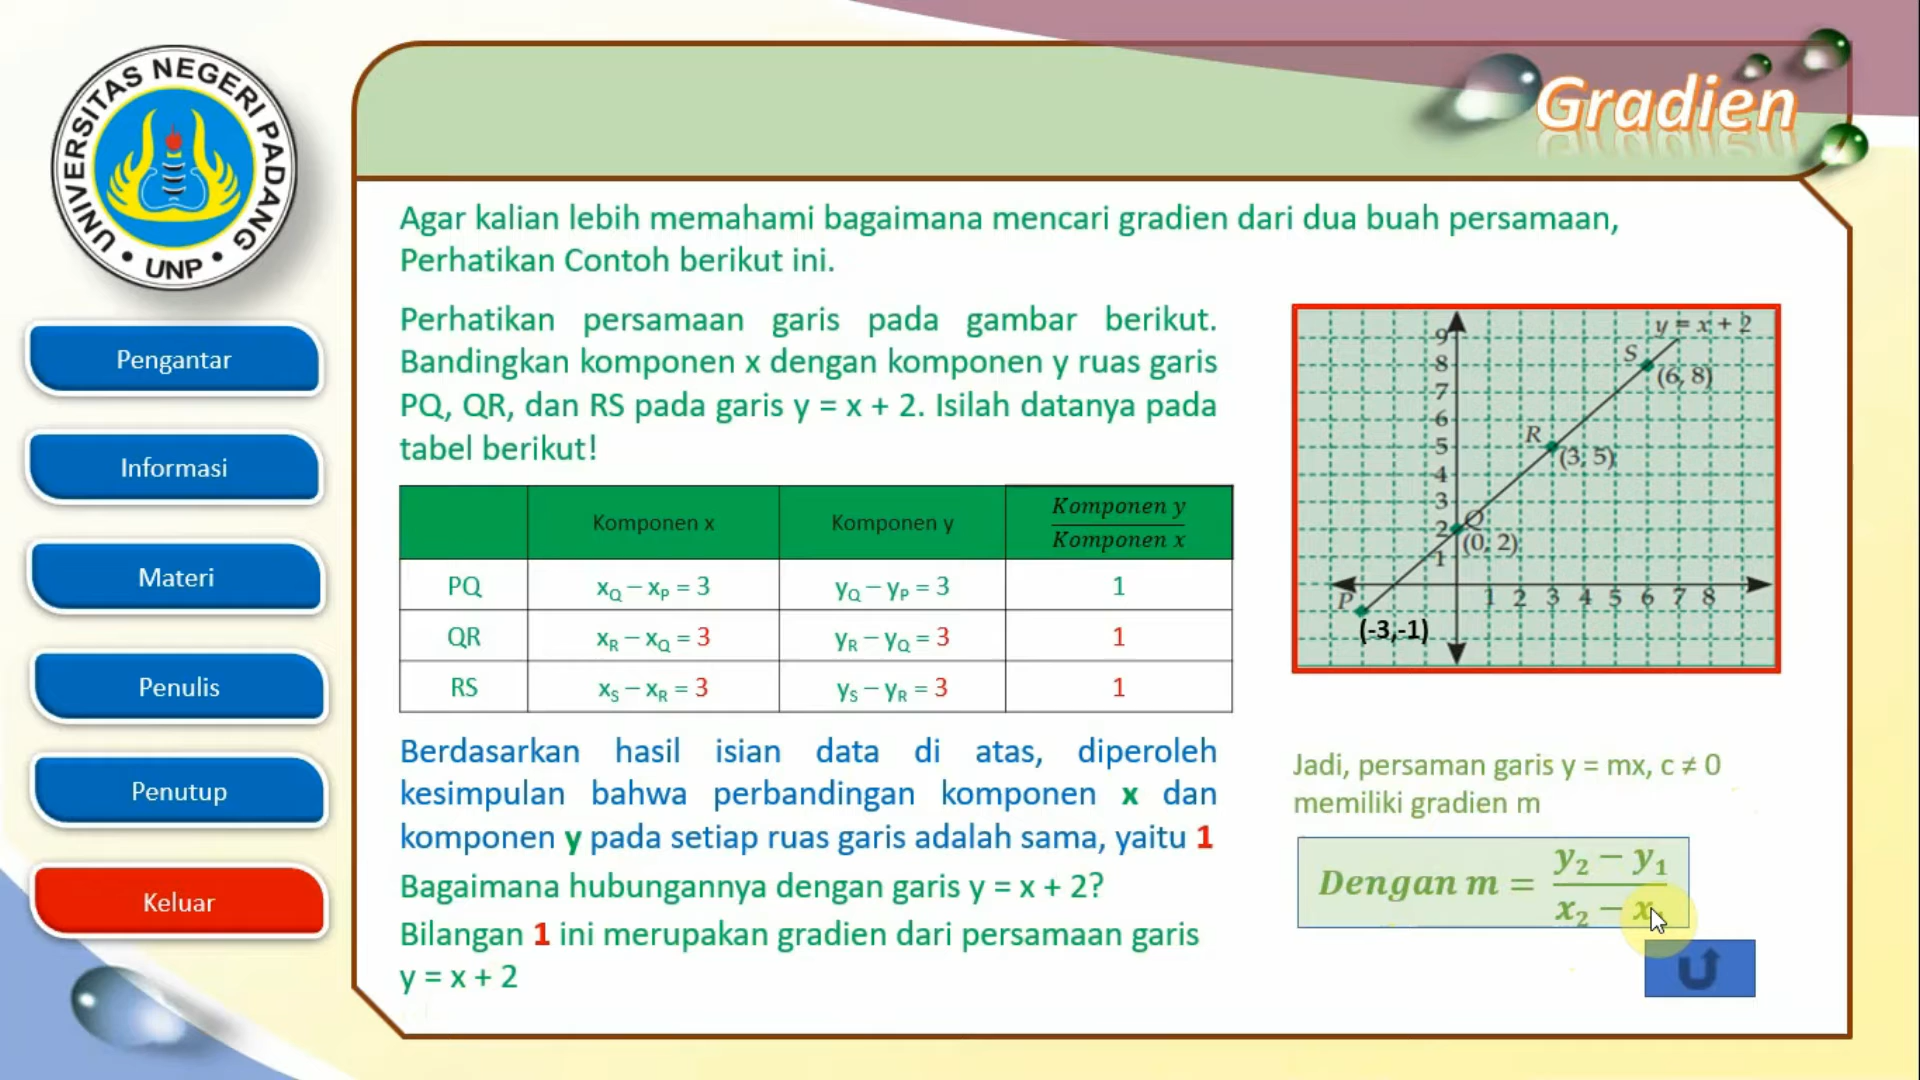 UNIVERSITAS NEGERI PADANG
UNP
Gradien
Pengantar
Informasi
Materi
Penulis
Penutup
Keluar
Agar kalian lebih memahami bagaimana mencari gradien dari dua buah persamaan,
Perhatikan Contoh berikut ini.
Perhatikan persamaan garis pada gambar berikut.
Bandingkan komponen x dengan komponen y ruas garis
PQ, QR, dan RS pada garis y = x + 2. Isilah datanya pada
tabel berikut!
Komponen x Komponen y Komponen y / Komponen x
PQ x_Q – x_P = 3 y_Q – y_P = 3 1
QR x_R – x_Q = 3 y_R – y_Q = 3 1
RS x_S – x_R = 3 y_S – y_R = 3 1
Berdasarkan hasil isian data di atas, diperoleh
kesimpulan bahwa perbandingan komponen x dan
komponen y pada setiap ruas garis adalah sama, yaitu 1
Bagaimana hubungannya dengan garis y = x + 2?
Bilangan 1 ini merupakan gradien dari persamaan garis
y = x + 2
y = x + 2
9
8
7
6
5
4
3
2
1
S
(6, 8)
R
(3, 5)
Q
(0, 2)
P
(-3,-1)
1 2 3 4 5 6 7 8
Jadi, persaman garis y = mx, c ≠ 0
memiliki gradien m
Dengan m = y₂ − y₁ / x₂ − x